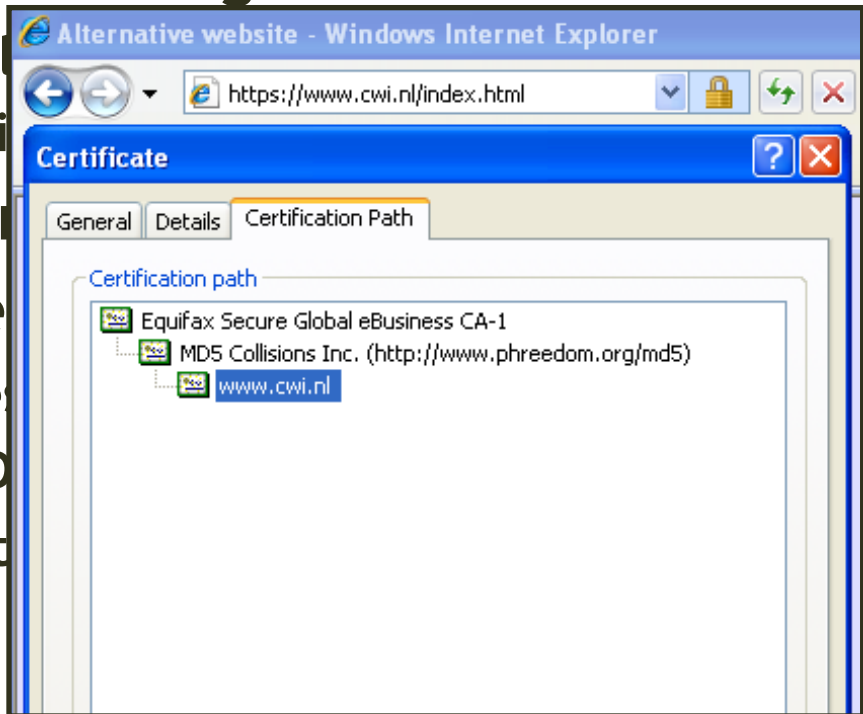 Alternative website - Windows Internet Explorer
https://www.cwi.nl/index.html
Certificate
General Details Certification Path
Certification path
Equifax Secure Global eBusiness CA-1
MD5 Collisions Inc. (http://www.phreedom.org/md5)
www.cwi.nl